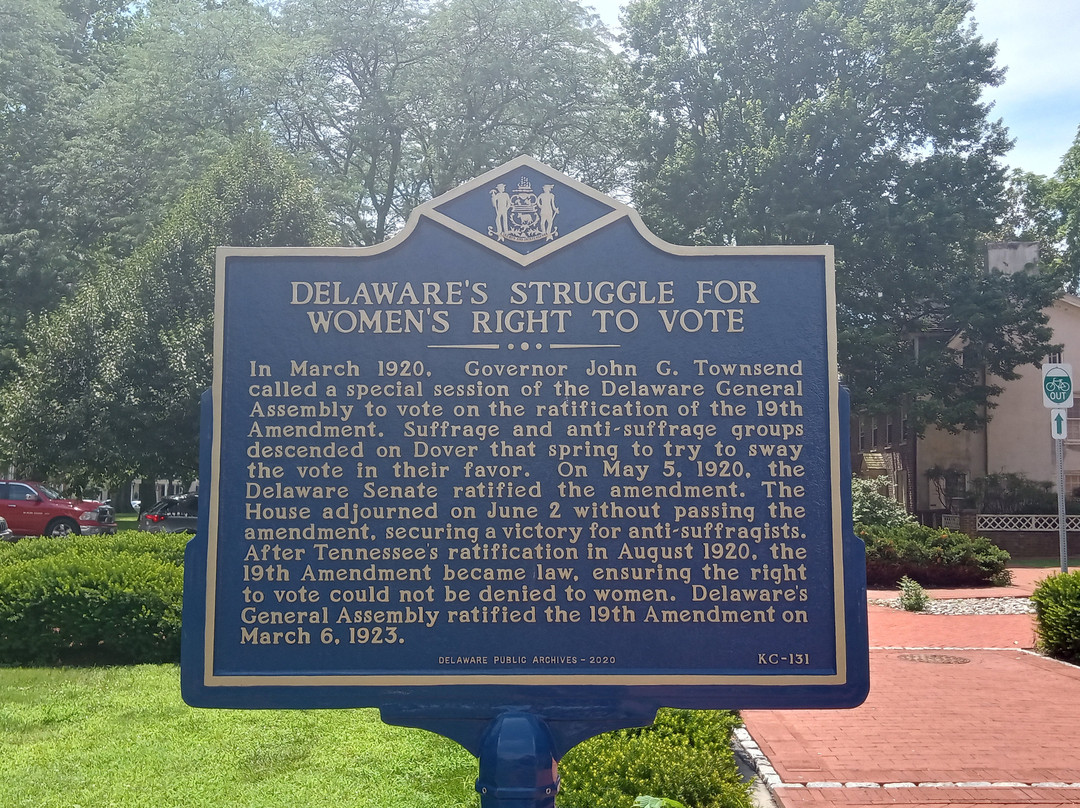 DELAWARE'S STRUGGLE FOR
WOMEN'S RIGHT TO VOTE
In March 1920, Governor John G. Townsend
called a special session of the Delaware General
Assembly to vote on the ratification of the 19th
Amendment. Suffrage and anti-suffrage groups
descended on Dover that spring to try to sway
the vote in their favor. On May 5, 1920, the
Delaware Senate ratified the amendment. The
House adjourned on June 2 without passing the
amendment, securing a victory for anti-suffragists.
After Tennessee's ratification in August 1920, the
19th Amendment became law, ensuring the right
to vote could not be denied to women. Delaware's
General Assembly ratified the 19th Amendment on
March 6, 1923.
DELAWARE PUBLIC ARCHIVES - 2020
KC-131
OUT